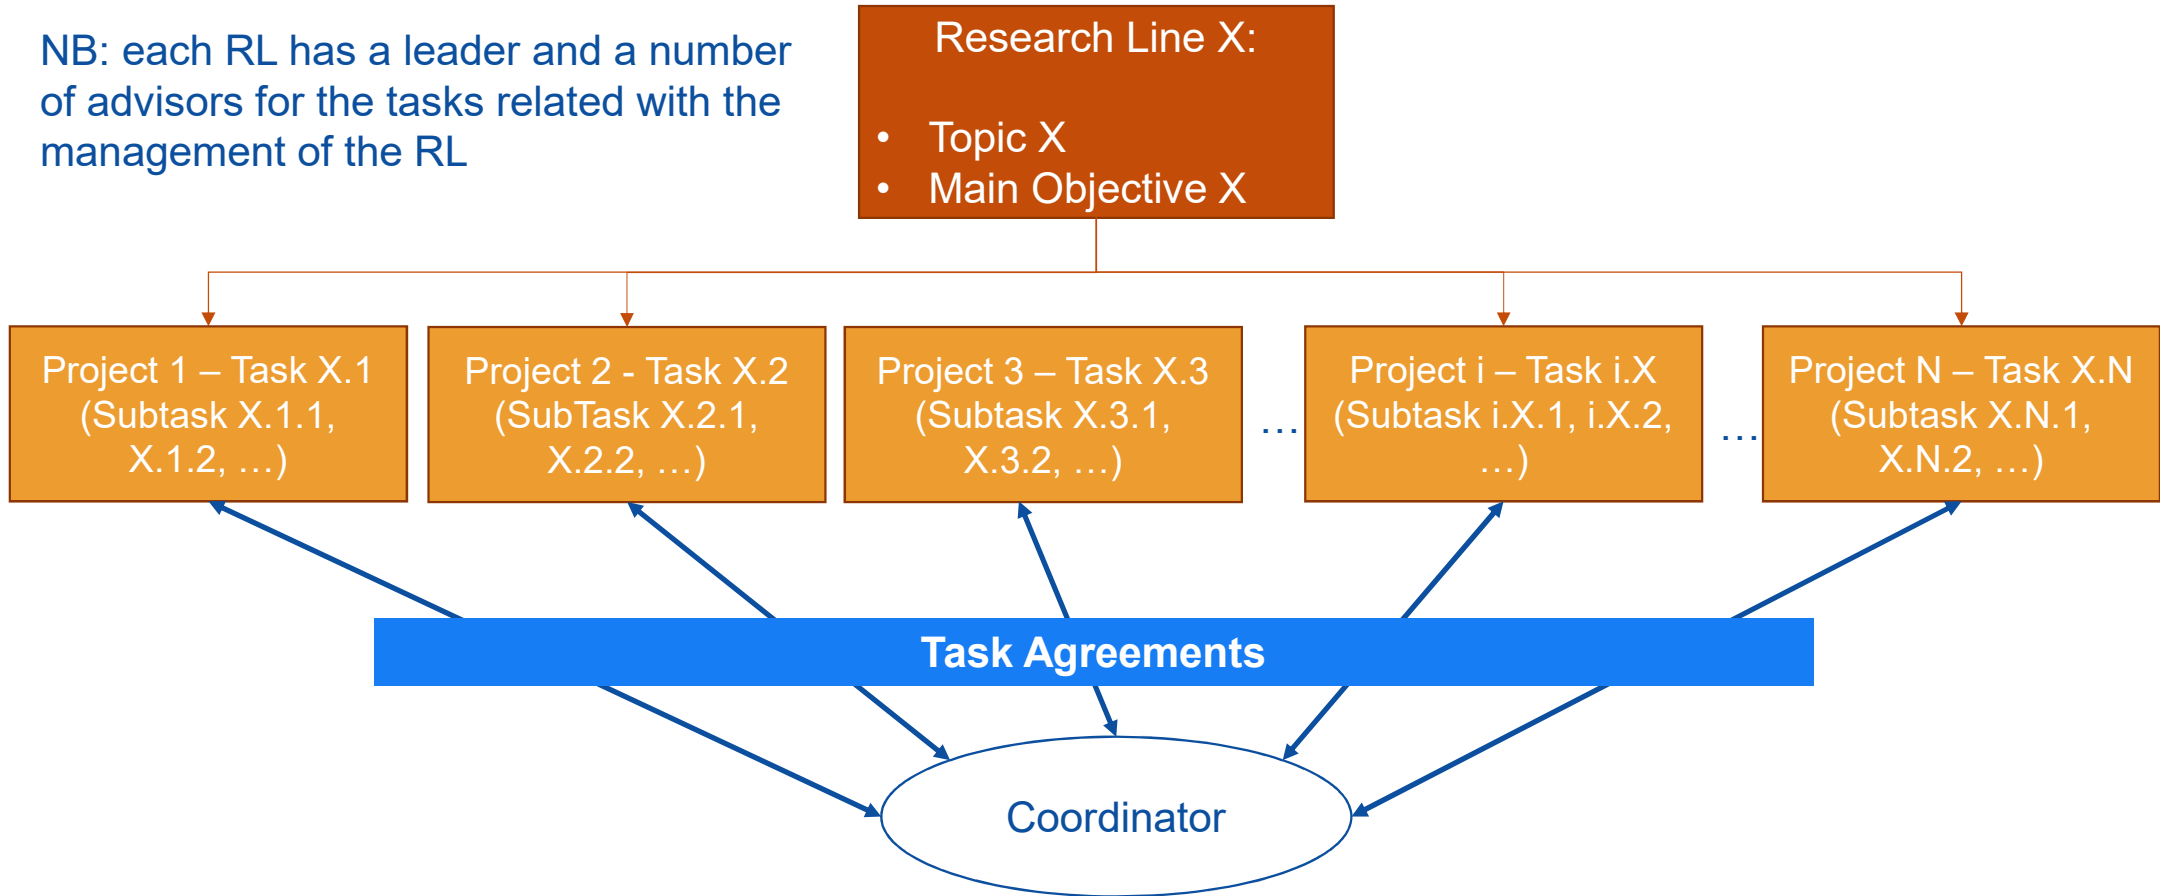 NB: each RL has a leader and a number
of advisors for the tasks related with the
management of the RL
Research Line X:
• Topic X
• Main Objective X
Project 1 – Task X.1
(Subtask X.1.1,
X.1.2, …)
Project 2 - Task X.2
(SubTask X.2.1,
X.2.2, …)
Project 3 – Task X.3
(Subtask X.3.1,
X.3.2, …)
…
Project i – Task i.X
(Subtask i.X.1, i.X.2,
…)
…
Project N – Task X.N
(Subtask X.N.1,
X.N.2, …)
Task Agreements
Coordinator